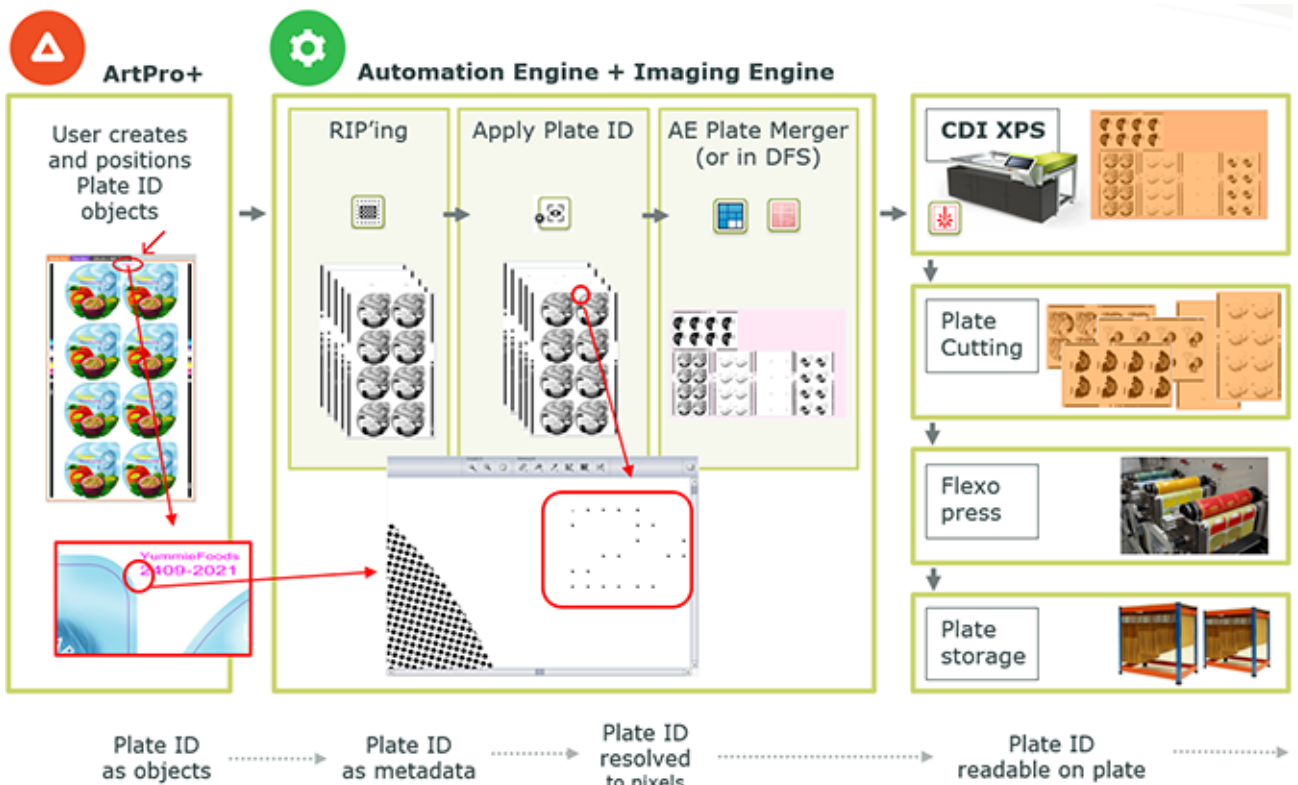 ArtPro+
Automation Engine + Imaging Engine
User creates
and positions
Plate ID
objects
YummieFoods
2409-2021
RIP'ing
Apply Plate ID
AE Plate Merger
(or in DFS)
CDI XPS
Plate
Cutting
Flexo
press
Plate
storage
Plate ID
as objects
Plate ID
as metadata
Plate ID
resolved
to pixels
Plate ID
readable on plate